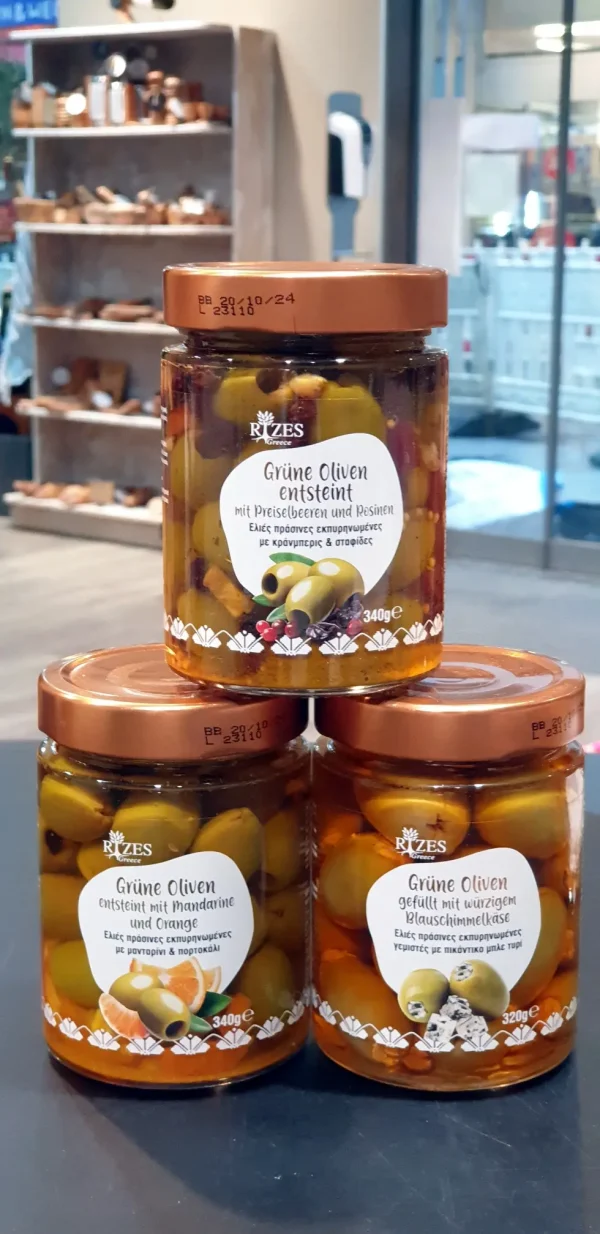 BB 20/10/24
L 23110
RIZES
Greece
Grüne Oliven
entsteint
mit Preiselbeeren und Rosinen
Ελιές πράσινες εκπυρηνωμένες
με κράνμπερις & σταφίδες
340g℮
BB 20/10
L 23110
RIZES
Greece
Grüne Oliven
entsteint mit Mandarine
und Orange
Ελιές πράσινες εκπυρηνωμένες
με μανταρίνι & πορτοκάλι
340g℮
BB 20/
L 23110
RIZES
Greece
Grüne Oliven
gefüllt mit würzigem
Blauschimmelkäse
Ελιές πράσινες εκπυρηνωμένες
γεμιστές με πικάντικο μπλε τυρί
320g℮